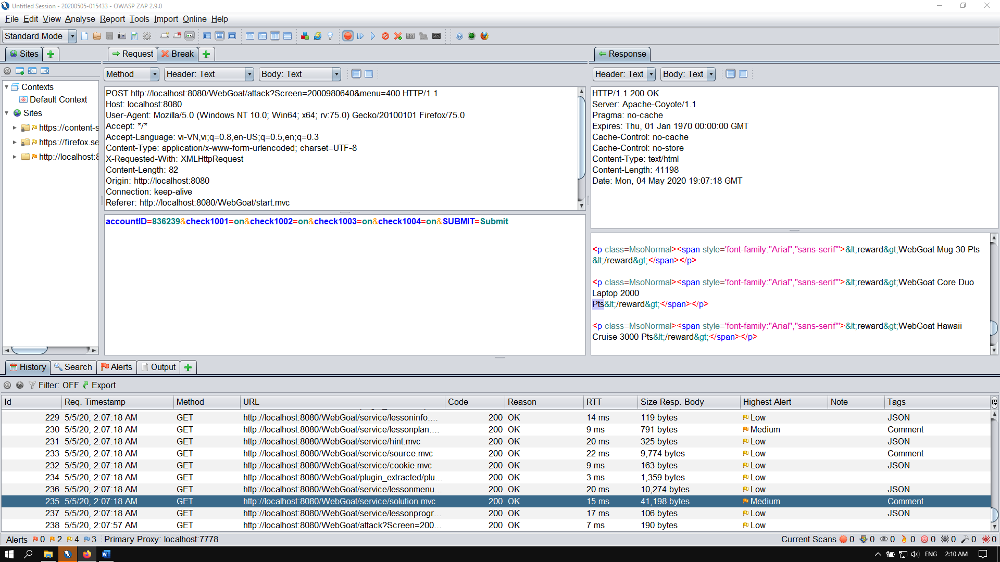 Untitled Session - 20200505-015433 - OWASP ZAP 2.9.0
File Edit View Analyse Report Tools Import Online Help
Standard Mode
Sites
Request Break
Response
Method Header: Text Body: Text
Header: Text Body: Text
Contexts
Default Context
Sites
https://content-s
https://firefox.se
http://localhost:8
POST http://localhost:8080/WebGoat/attack?Screen=2000980640&menu=400 HTTP/1.1
Host: localhost:8080
User-Agent: Mozilla/5.0 (Windows NT 10.0; Win64; x64; rv:75.0) Gecko/20100101 Firefox/75.0
Accept: */*
Accept-Language: vi-VN,vi;q=0.8,en-US;q=0.5,en;q=0.3
Content-Type: application/x-www-form-urlencoded; charset=UTF-8
X-Requested-With: XMLHttpRequest
Content-Length: 82
Origin: http://localhost:8080
Connection: keep-alive
Referer: http://localhost:8080/WebGoat/start.mvc
accountID=836239&check1001=on&check1002=on&check1003=on&check1004=on&SUBMIT=Submit
HTTP/1.1 200 OK
Server: Apache-Coyote/1.1
Pragma: no-cache
Expires: Thu, 01 Jan 1970 00:00:00 GMT
Cache-Control: no-cache
Cache-Control: no-store
Content-Type: text/html
Content-Length: 41198
Date: Mon, 04 May 2020 19:07:18 GMT
<p class=MsoNormal><span style='font-family:"Arial","sans-serif"'>&lt;reward&gt;WebGoat Mug 30 Pts
&lt;/reward&gt;</span></p>
<p class=MsoNormal><span style='font-family:"Arial","sans-serif"'>&lt;reward&gt;WebGoat Core Duo
Laptop 2000
Pts&lt;/reward&gt;</span></p>
<p class=MsoNormal><span style='font-family:"Arial","sans-serif"'>&lt;reward&gt;WebGoat Hawaii
Cruise 3000 Pts&lt;/reward&gt;</span></p>
History Search Alerts Output
Filter: OFF Export
Id Req. Timestamp Method URL Code Reason RTT Size Resp. Body Highest Alert Note Tags
229 5/5/20, 2:07:18 AM GET http://localhost:8080/WebGoat/service/lessoninfo.... 200 OK 14 ms 119 bytes Low JSON
230 5/5/20, 2:07:18 AM GET http://localhost:8080/WebGoat/service/lessonplan.... 200 OK 9 ms 791 bytes Medium Comment
231 5/5/20, 2:07:18 AM GET http://localhost:8080/WebGoat/service/hint.mvc 200 OK 20 ms 325 bytes Low JSON
233 5/5/20, 2:07:18 AM GET http://localhost:8080/WebGoat/service/source.mvc 200 OK 22 ms 9,774 bytes Low Comment
232 5/5/20, 2:07:18 AM GET http://localhost:8080/WebGoat/service/cookie.mvc 200 OK 9 ms 163 bytes Low JSON
234 5/5/20, 2:07:18 AM GET http://localhost:8080/WebGoat/plugin_extracted/plu... 200 OK 3 ms 1,359 bytes Low
236 5/5/20, 2:07:18 AM GET http://localhost:8080/WebGoat/service/lessonmenu... 200 OK 20 ms 10,274 bytes Low JSON
235 5/5/20, 2:07:18 AM GET http://localhost:8080/WebGoat/service/solution.mvc 200 OK 15 ms 41,198 bytes Medium Comment
237 5/5/20, 2:07:18 AM GET http://localhost:8080/WebGoat/service/lessonprogr... 200 OK 17 ms 106 bytes Low JSON
238 5/5/20, 2:07:57 AM GET http://localhost:8080/WebGoat/attack?Screen=200... 200 OK 7 ms 190 bytes Low
Alerts 0 2 4 3 Primary Proxy: localhost:7778 Current Scans 0 0 0 0 0 0 0 0
ENG 2:10 AM